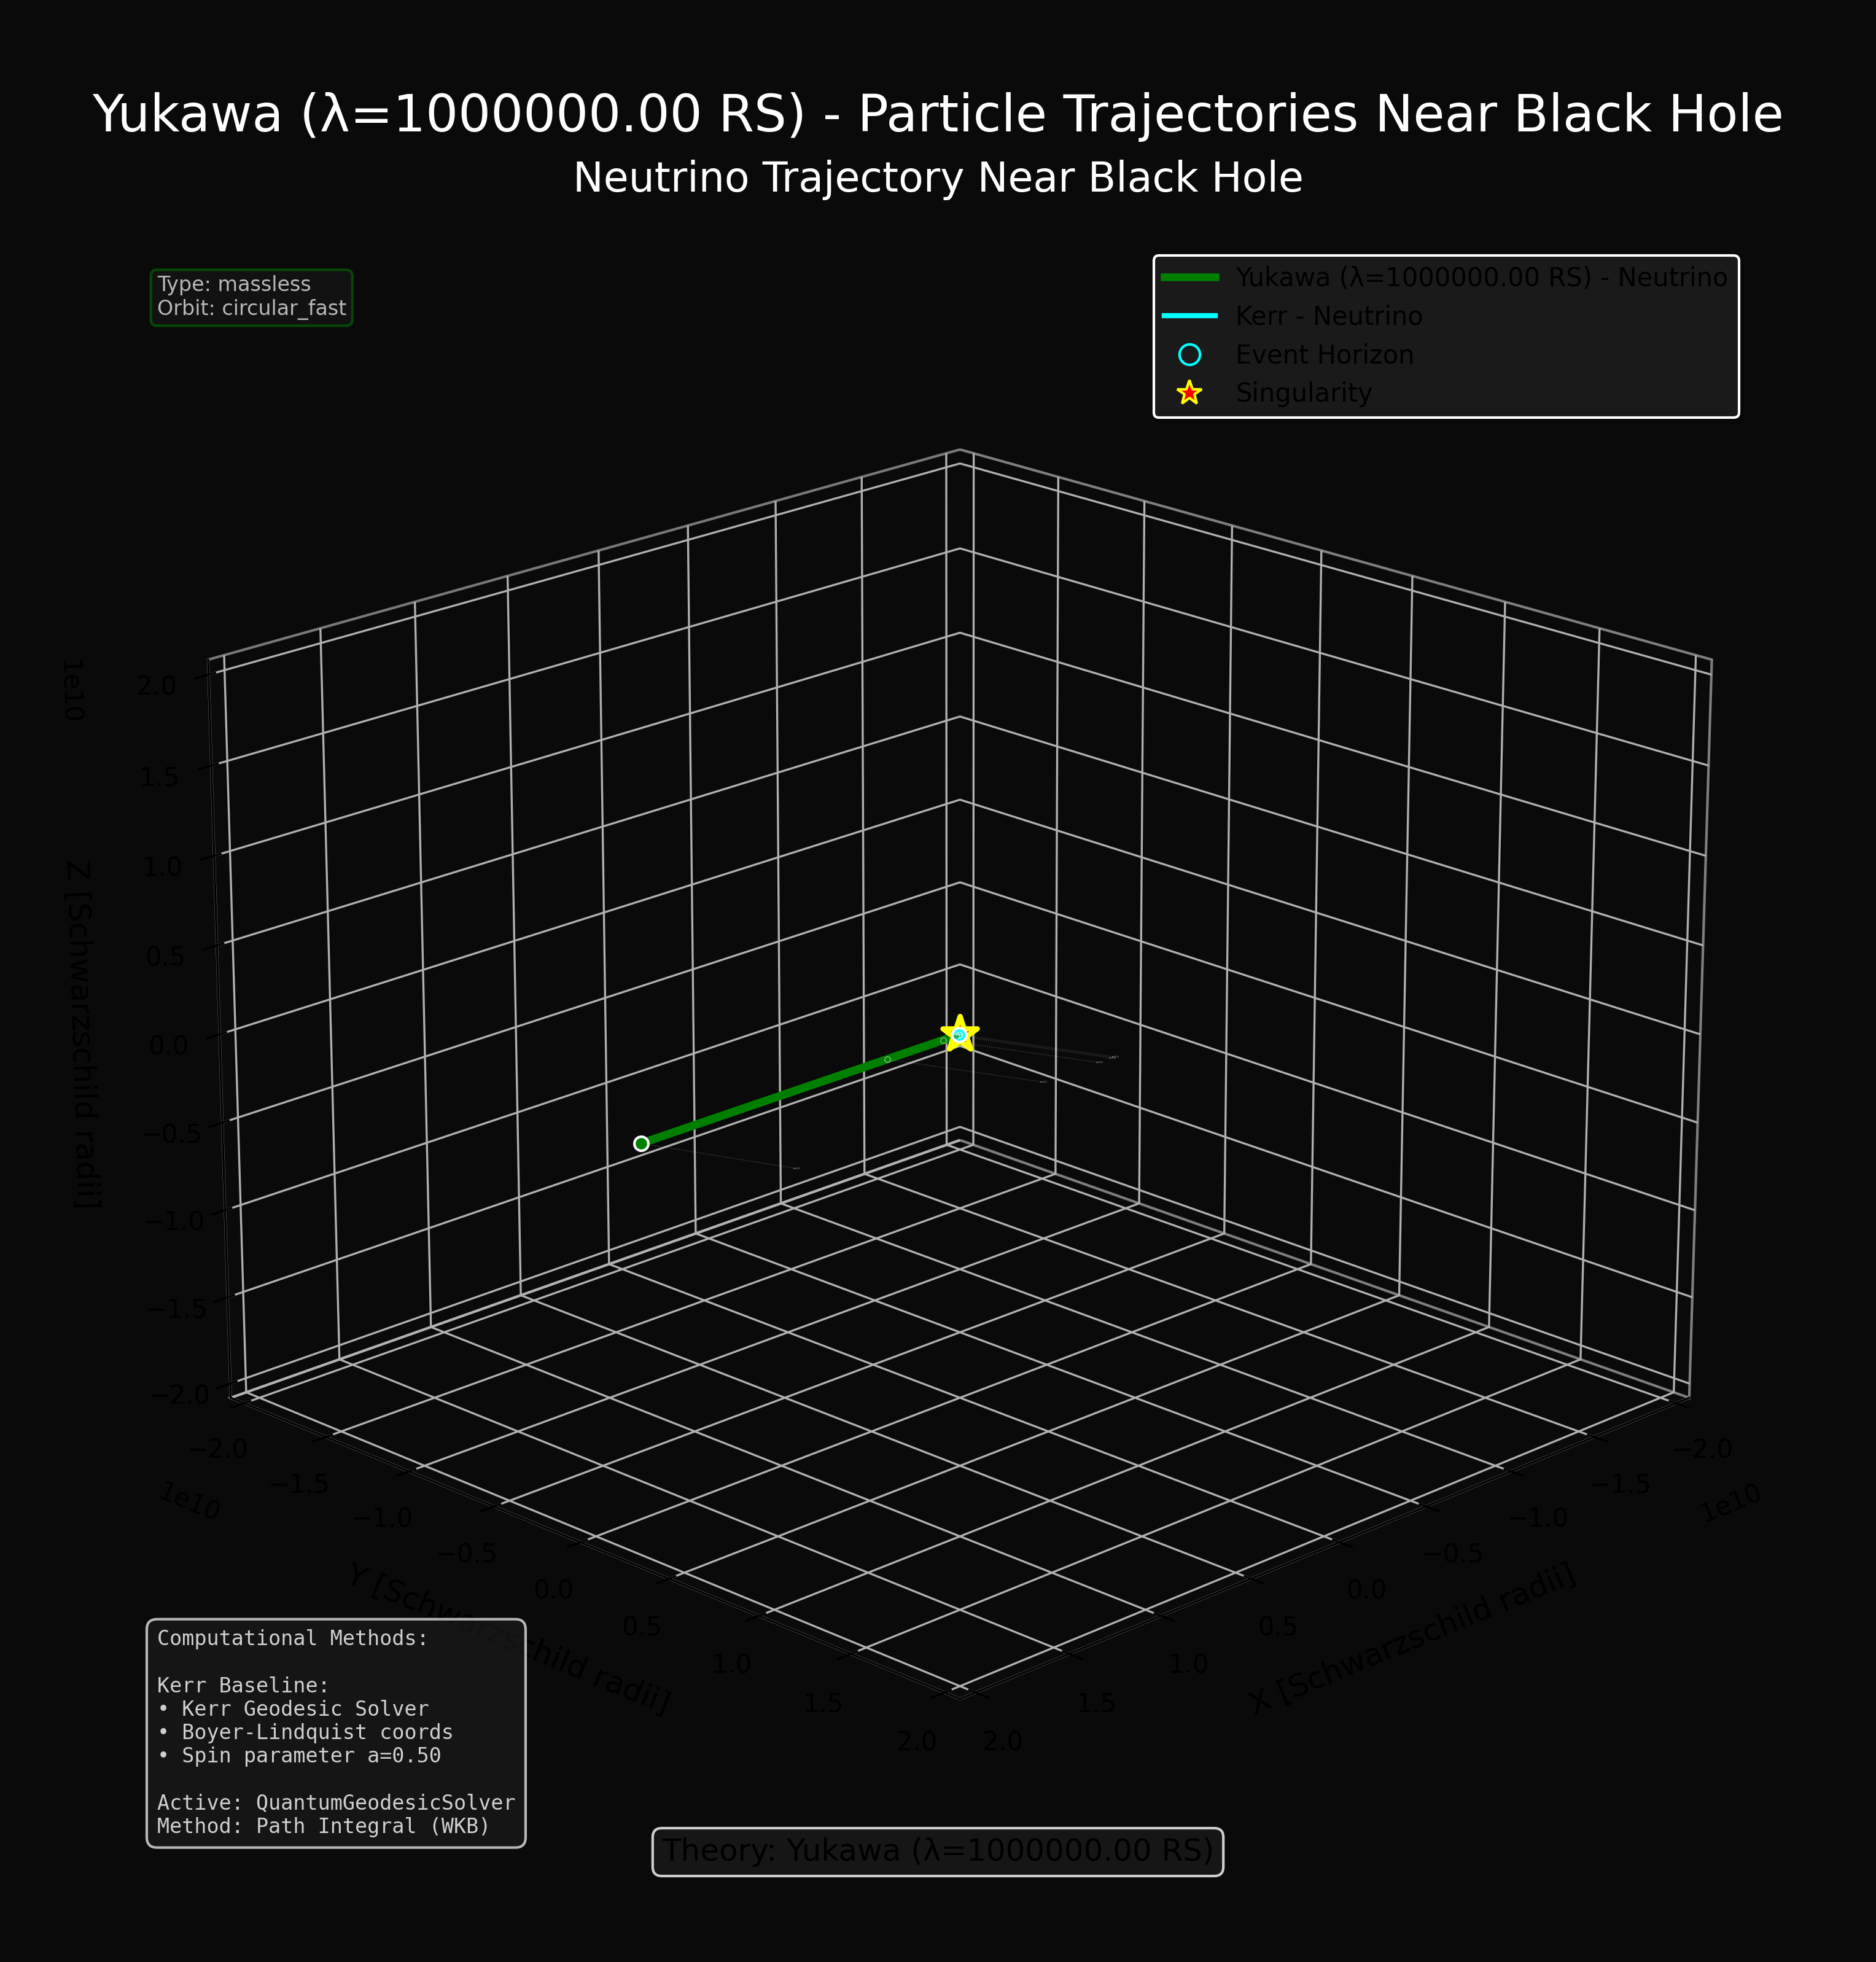 Yukawa (λ=1000000.00 RS) - Particle Trajectories Near Black Hole
Neutrino Trajectory Near Black Hole
Type: massless
Orbit: circular_fast
Yukawa (λ=1000000.00 RS) - Neutrino
Kerr - Neutrino
Event Horizon
Singularity
1e10
2.0
1.5
1.0
0.5
0.0
−0.5
−1.0
−1.5
−2.0
Z [Schwarzschild radii]
−2.0
−1.5
−1.0
−0.5
0.0
0.5
1.0
1.5
2.0
1e10
Y [Schwarzschild radii]
2.0
1.5
1.0
0.5
0.0
−0.5
−1.0
−1.5
−2.0
1e10
X [Schwarzschild radii]
Computational Methods:
Kerr Baseline:
• Kerr Geodesic Solver
• Boyer-Lindquist coords
• Spin parameter a=0.50
Active: QuantumGeodesicSolver
Method: Path Integral (WKB)
Theory: Yukawa (λ=1000000.00 RS)